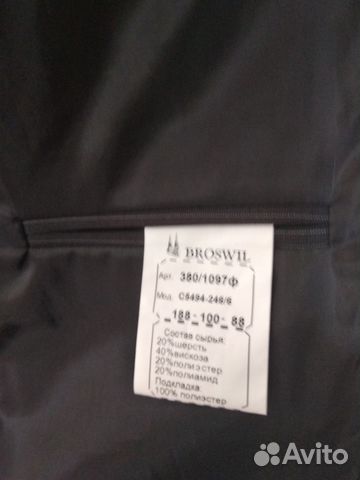 BROSWIL
Арт. 380/1097ф
Мод. С5494-246/6
188-100-88
Состав сырья:
20%шерсть
40%вискоза
20%полиэстер
20%полиамид
Подкладка:
100% полиэстер
Avito